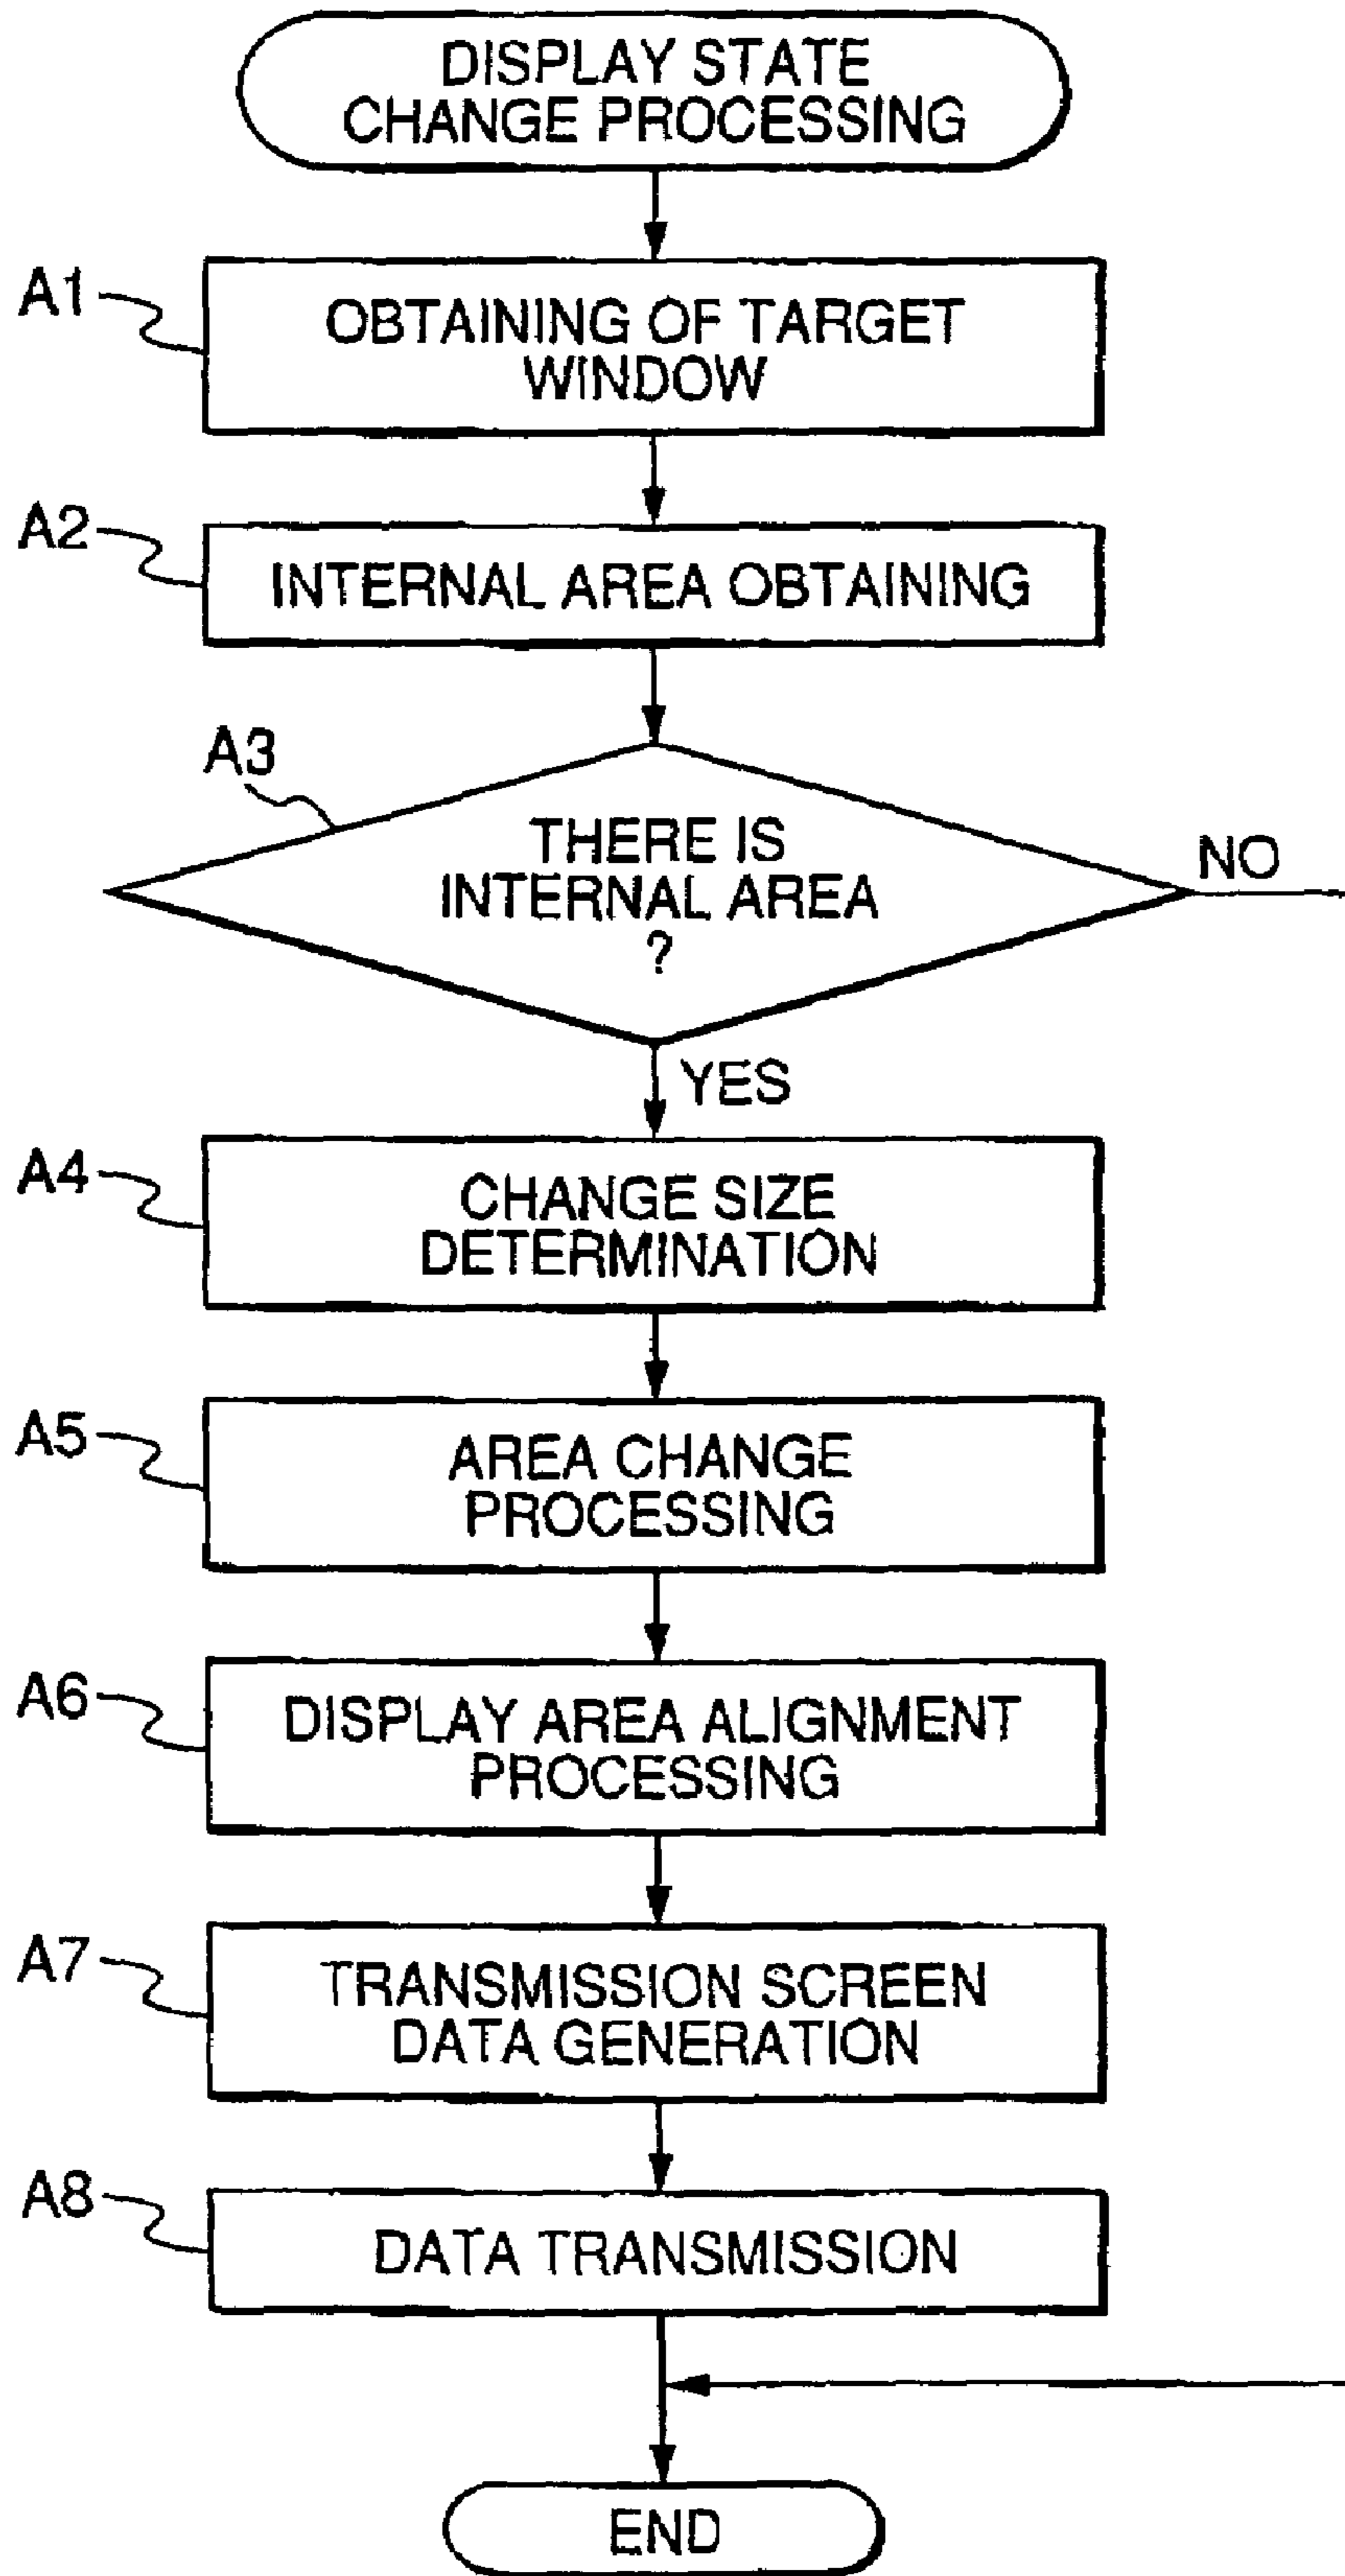 DISPLAY STATE
CHANGE PROCESSING
A1
OBTAINING OF TARGET
WINDOW
A2
INTERNAL AREA OBTAINING
A3
THERE IS
INTERNAL AREA
?
NO
YES
A4
CHANGE SIZE
DETERMINATION
A5
AREA CHANGE
PROCESSING
A6
DISPLAY AREA ALIGNMENT
PROCESSING
A7
TRANSMISSION SCREEN
DATA GENERATION
A8
DATA TRANSMISSION
END